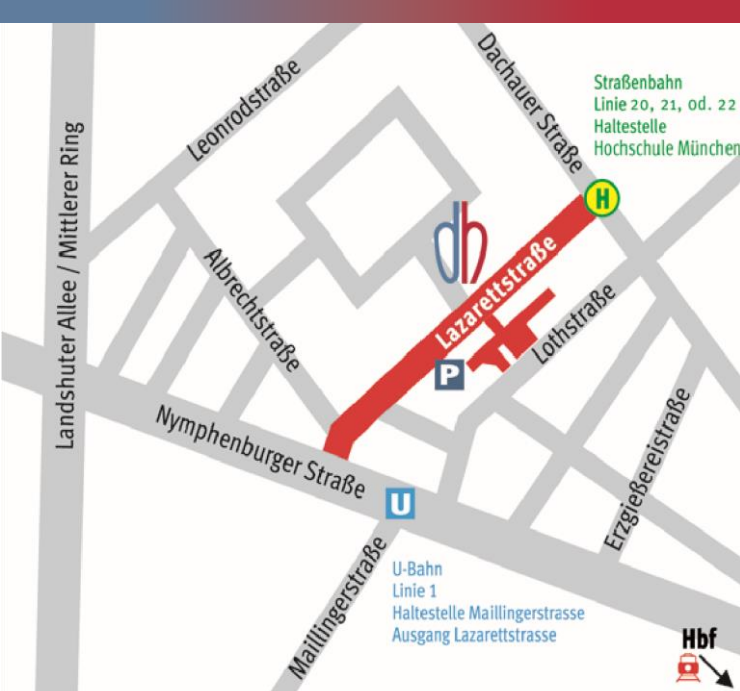 Dachauer Straße
Straßenbahn
Linie 20, 21, od. 22
Haltestelle
Hochschule München
H
Leonrodstraße
Landshuter Allee / Mittlerer Ring
dh
Albrechtstraße
Lazarettstraße
Lothstraße
P
Nymphenburger Straße
Erzgießereistraße
U
Maillingerstraße
U-Bahn
Linie 1
Haltestelle Maillingerstrasse
Ausgang Lazarettstrasse
Hbf